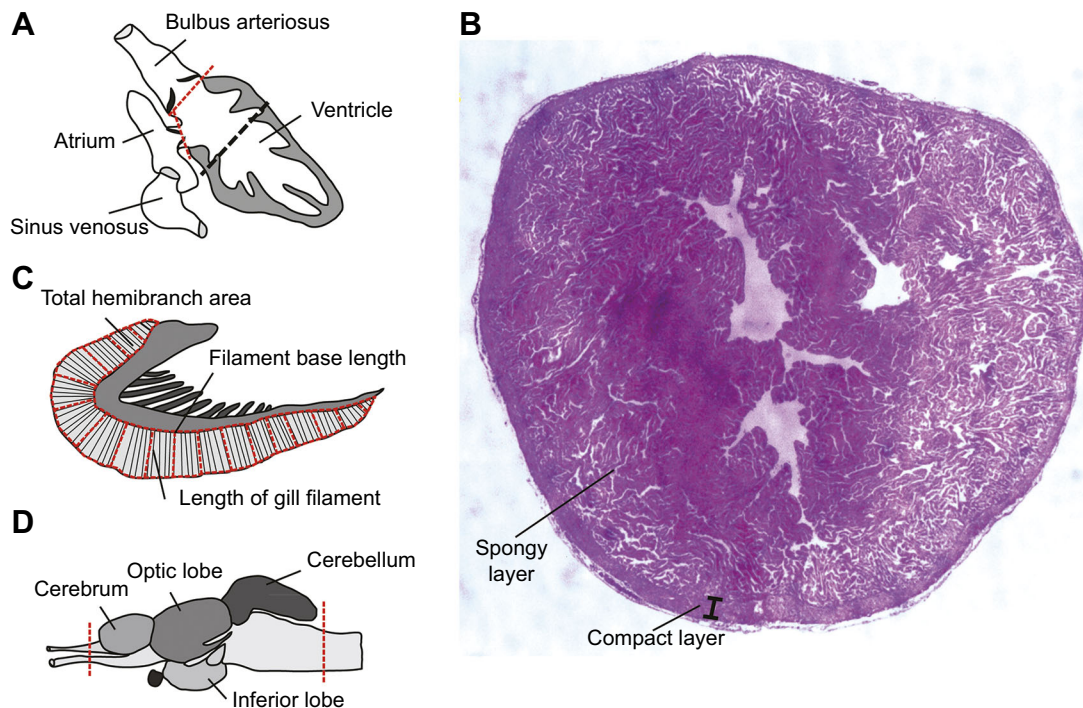 A
Bulbus arteriosus
Ventricle
Atrium
Sinus venosus
B
Spongy
layer
Compact layer
C
Total hemibranch area
Filament base length
Length of gill filament
D
Cerebrum
Optic lobe
Cerebellum
Inferior lobe